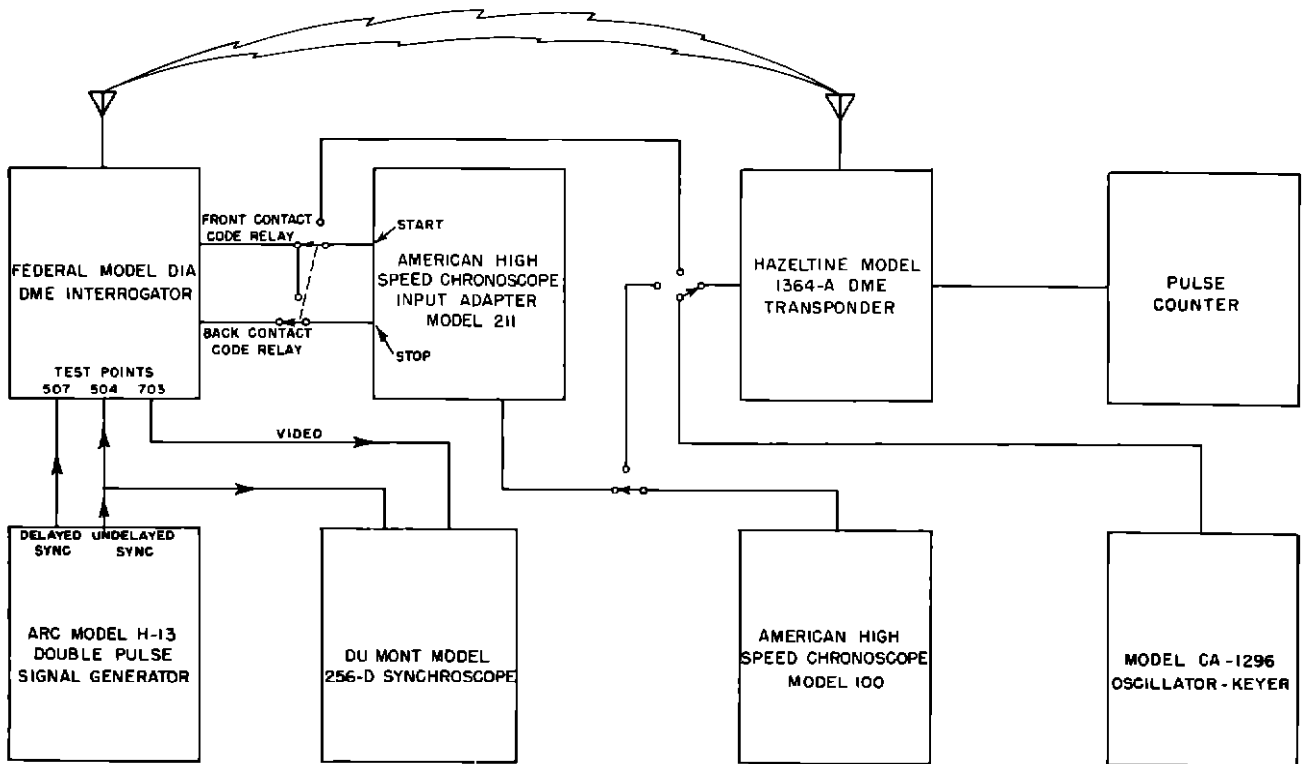 FEDERAL MODEL DIA
DME INTERROGATOR
TEST POINTS
507 504 703
FRONT CONTACT
CODE RELAY
BACK CONTACT
CODE RELAY
START
STOP
AMERICAN HIGH
SPEED CHRONOSCOPE
INPUT ADAPTER
MODEL 211
HAZELTINE MODEL
1364-A DME
TRANSPONDER
PULSE
COUNTER
VIDEO
DELAYED
SYNC
UNDELAYED
SYNC
ARC MODEL H-13
DOUBLE PULSE
SIGNAL GENERATOR
DU MONT MODEL
256-D SYNCHROSCOPE
AMERICAN HIGH
SPEED CHRONOSCOPE
MODEL 100
MODEL CA-1296
OSCILLATOR-KEYER